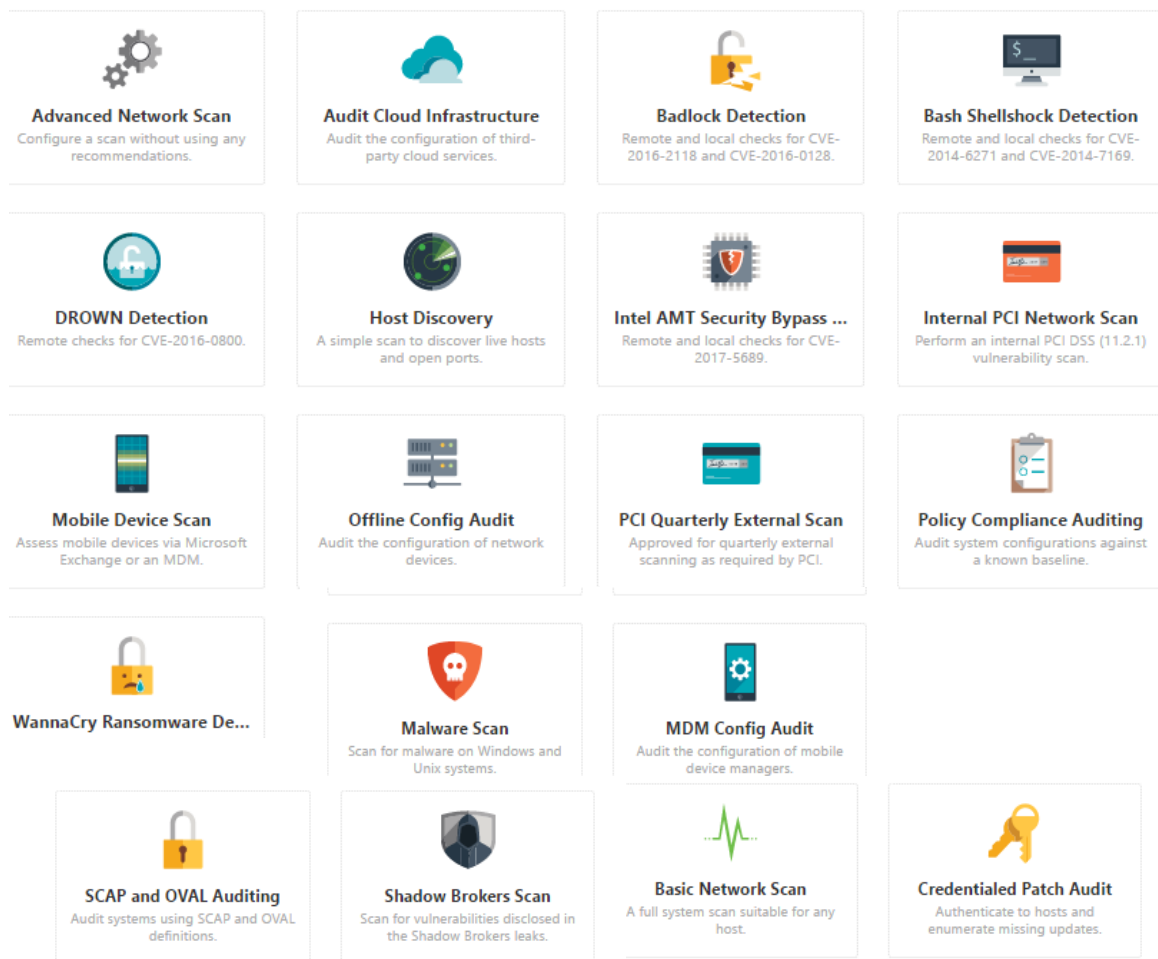 Advanced Network Scan
Configure a scan without using any
recommendations.
Audit Cloud Infrastructure
Audit the configuration of third-
party cloud services.
Badlock Detection
Remote and local checks for CVE-
2016-2118 and CVE-2016-0128.
$_
Bash Shellshock Detection
Remote and local checks for CVE-
2014-6271 and CVE-2014-7169.
DROWN Detection
Remote checks for CVE-2016-0800.
Host Discovery
A simple scan to discover live hosts
and open ports.
Intel AMT Security Bypass ...
Remote and local checks for CVE-
2017-5689.
Internal PCI Network Scan
Perform an internal PCI DSS (11.2.1)
vulnerability scan.
Mobile Device Scan
Assess mobile devices via Microsoft
Exchange or an MDM.
Offline Config Audit
Audit the configuration of network
devices.
PCI Quarterly External Scan
Approved for quarterly external
scanning as required by PCI.
Policy Compliance Auditing
Audit system configurations against
a known baseline.
WannaCry Ransomware De...
Malware Scan
Scan for malware on Windows and
Unix systems.
MDM Config Audit
Audit the configuration of mobile
device managers.
SCAP and OVAL Auditing
Audit systems using SCAP and OVAL
definitions.
Shadow Brokers Scan
Scan for vulnerabilities disclosed in
the Shadow Brokers leaks.
Basic Network Scan
A full system scan suitable for any
host.
Credentialed Patch Audit
Authenticate to hosts and
enumerate missing updates.